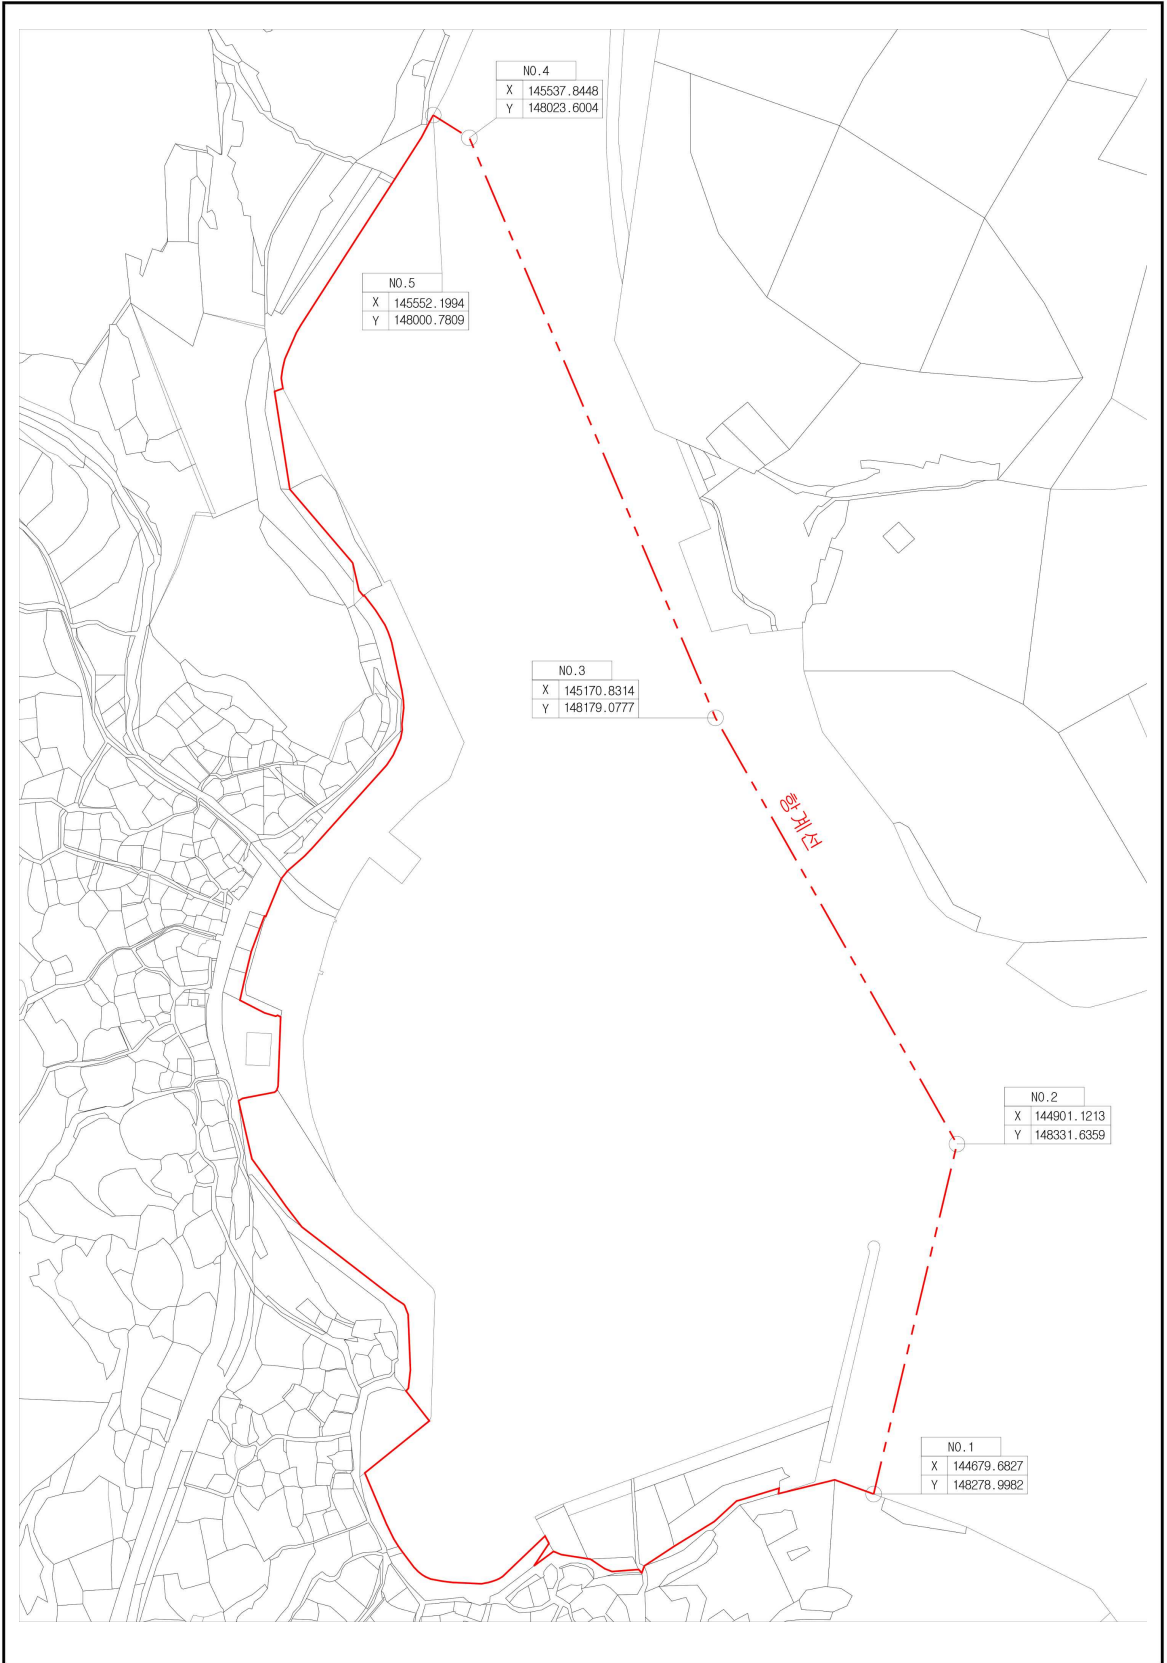 NO.4
X 145537.8448
Y 148023.6004
NO.5
X 145552.1994
Y 148000.7809
NO.3
X 145170.8314
Y 148179.0777
항계선
NO.2
X 144901.1213
Y 148331.6359
NO.1
X 144679.6827
Y 148278.9982